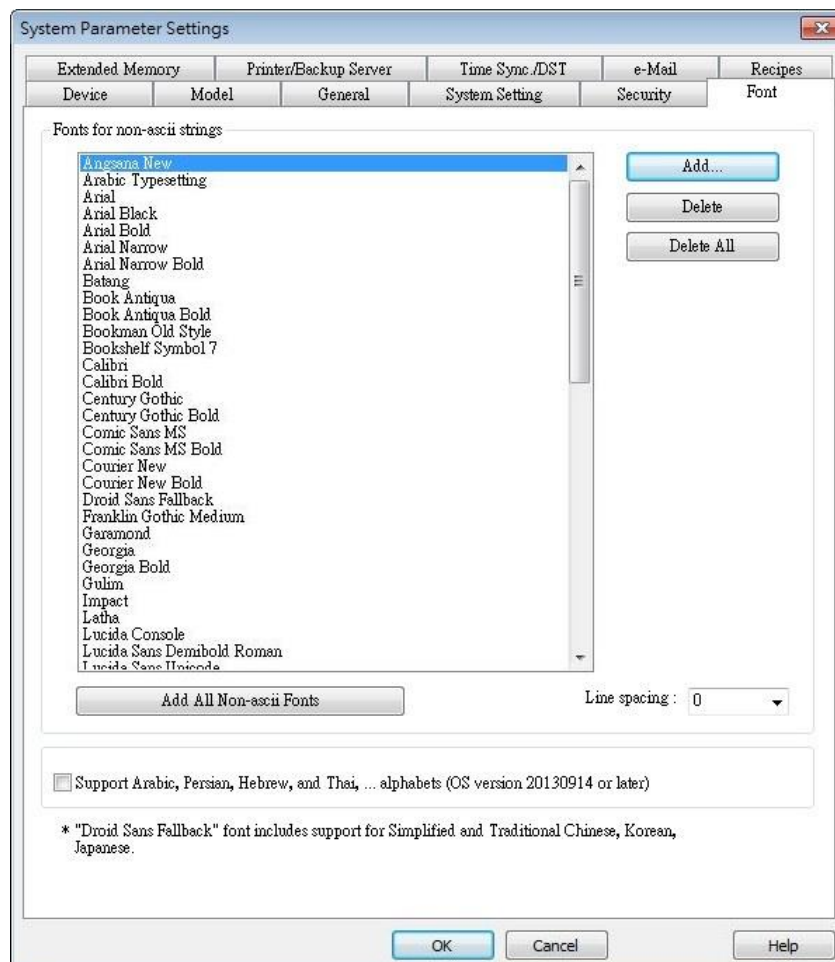 System Parameter Settings
Extended Memory Printer/Backup Server Time Sync./DST e-Mail Recipes
Device Model General System Setting Security Font
Fonts for non-ascii strings
Angsana New
Arabic Typesetting
Arial
Arial Black
Arial Bold
Arial Narrow
Arial Narrow Bold
Batang
Book Antiqua
Book Antiqua Bold
Bookman Old Style
Bookshelf Symbol 7
Calibri
Calibri Bold
Century Gothic
Century Gothic Bold
Comic Sans MS
Comic Sans MS Bold
Courier New
Courier New Bold
Droid Sans Fallback
Franklin Gothic Medium
Garamond
Georgia
Georgia Bold
Gulim
Impact
Latha
Lucida Console
Lucida Sans Demibold Roman
Lucida Sans Unicode
Add...
Delete
Delete All
Add All Non-ascii Fonts Line spacing : 0
Support Arabic, Persian, Hebrew, and Thai, ... alphabets (OS version 20130914 or later)
* "Droid Sans Fallback" font includes support for Simplified and Traditional Chinese, Korean,
Japanese.
OK Cancel Help